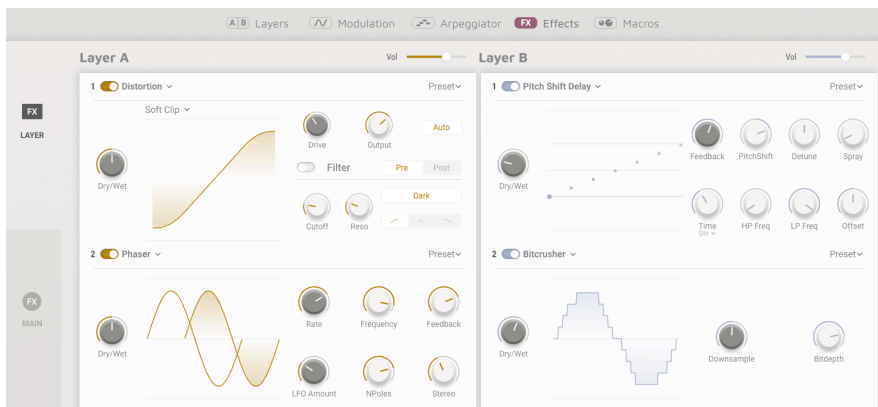 A B Layers Modulation Arpeggiator FX Effects Macros
Layer A Vol
Layer B Vol
FX
LAYER
FX
MAIN
1 Distortion Preset
Soft Clip
Dry/Wet
Drive Output Auto
Filter Pre Post
Dark
Cutoff Reso
2 Phaser Preset
Dry/Wet
Rate Frequency Feedback
LFO Amount NPoles Stereo
1 Pitch Shift Delay Preset
Dry/Wet
Feedback PitchShift Detune Spray
Time HP Freq LP Freq Offset
Div
2 Bitcrusher Preset
Dry/Wet
Downsample Bitdepth